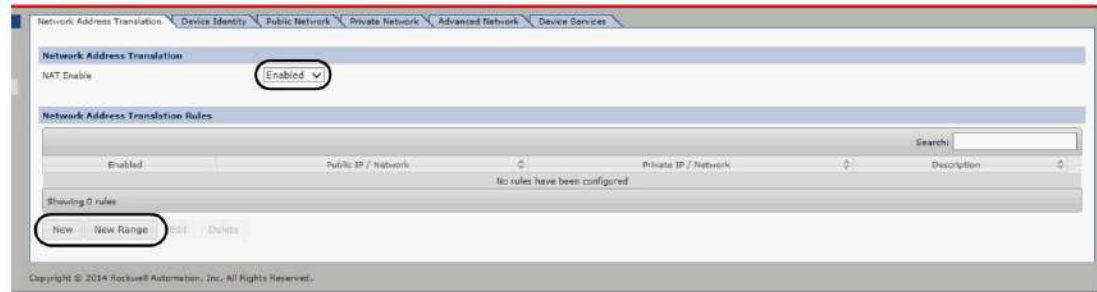 Network Address Translation Device Identity Public Network Private Network Advanced Network Device Services
Network Address Translation
NAT Enable Enabled
Network Address Translation Rules
Search:
Enabled Public IP / Network Private IP / Network Description
No rules have been configured
Showing 0 rules
New New Range Edit Delete
Copyright © 2014 Rockwell Automation, Inc. All Rights Reserved.